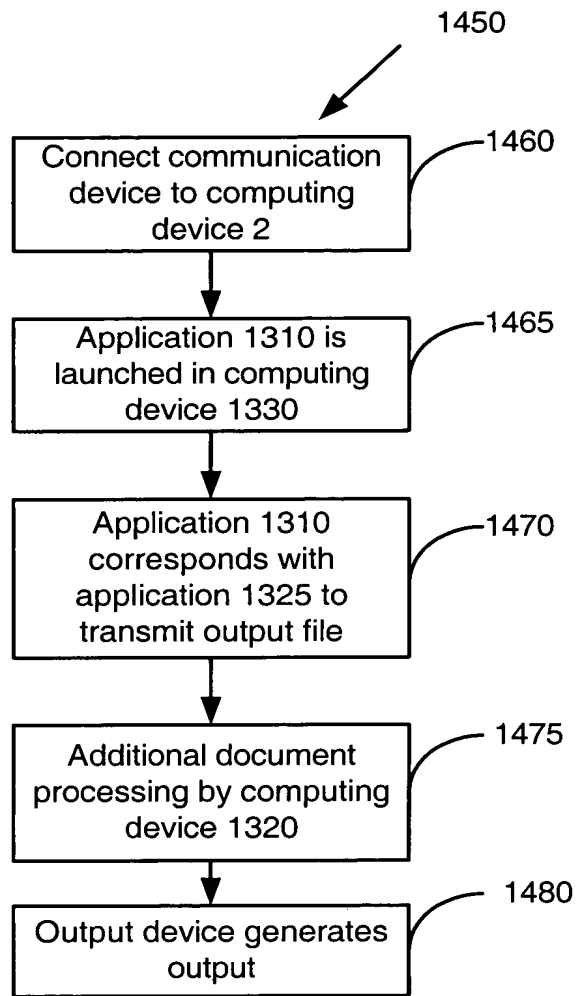 1450
Connect communication
device to computing
device 2
1460
Application 1310 is
launched in computing
device 1330
1465
Application 1310
corresponds with
application 1325 to
transmit output file
1470
Additional document
processing by computing
device 1320
1475
Output device generates
output
1480